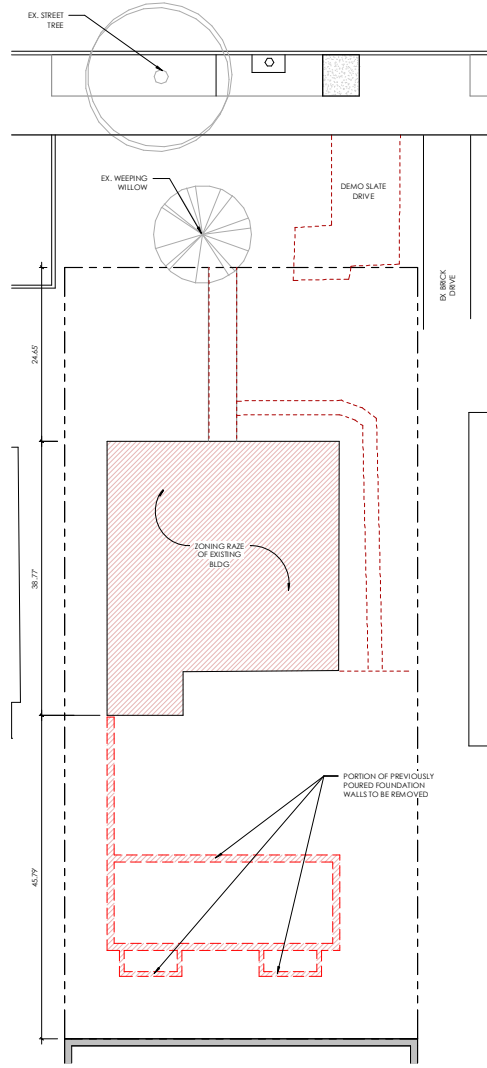 EX. STREET
TREE
EX. WEEPING
WILLOW
DEMO SLATE
DRIVE
EX BRICK
DRIVE
24.65'
ZONING RAZE
OF EXISTING
BLDG
38.77'
PORTION OF PREVIOUSLY
POURED FOUNDATION
WALLS TO BE REMOVED
45.79'